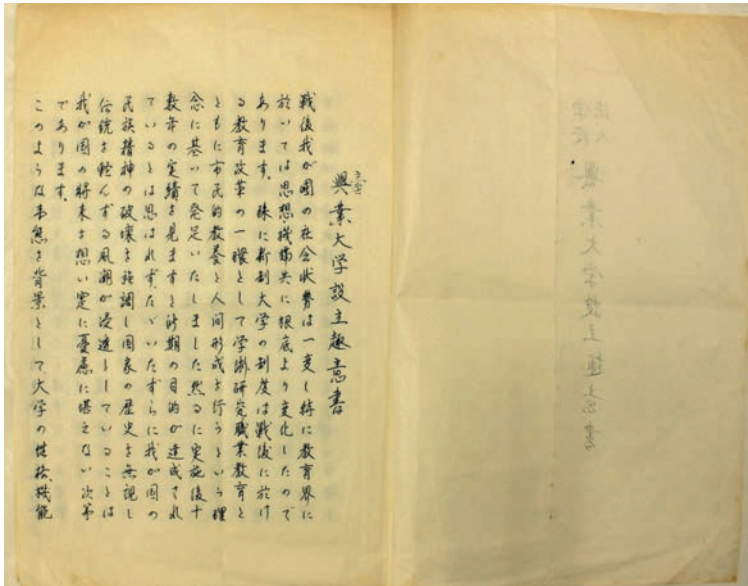 興業大学設立趣意書
興業大学設立趣意書
戦後我が国の社会状勢は一変し特に教育界に
於いては思想・機構共に根底より変化したので
あります。殊に新制大学の制度は戦後に於け
る教育改革の一環として学術研究職業教育と
ともに市民的教養と人間形成を行うという理
念に基いて発足いたしました然るに実施後十
数年の実績を見ますと所期の目的が達成され
ているとは思はれず、たゞいたずらに我が国の
民族精神の破壊を強調し国家の歴史を無視し
伝統を軽んずる風潮が浸透していることは
我が国の将来を想い寔に憂慮に堪えない次第
であります。
このような事態を背景として大学の性格、機能